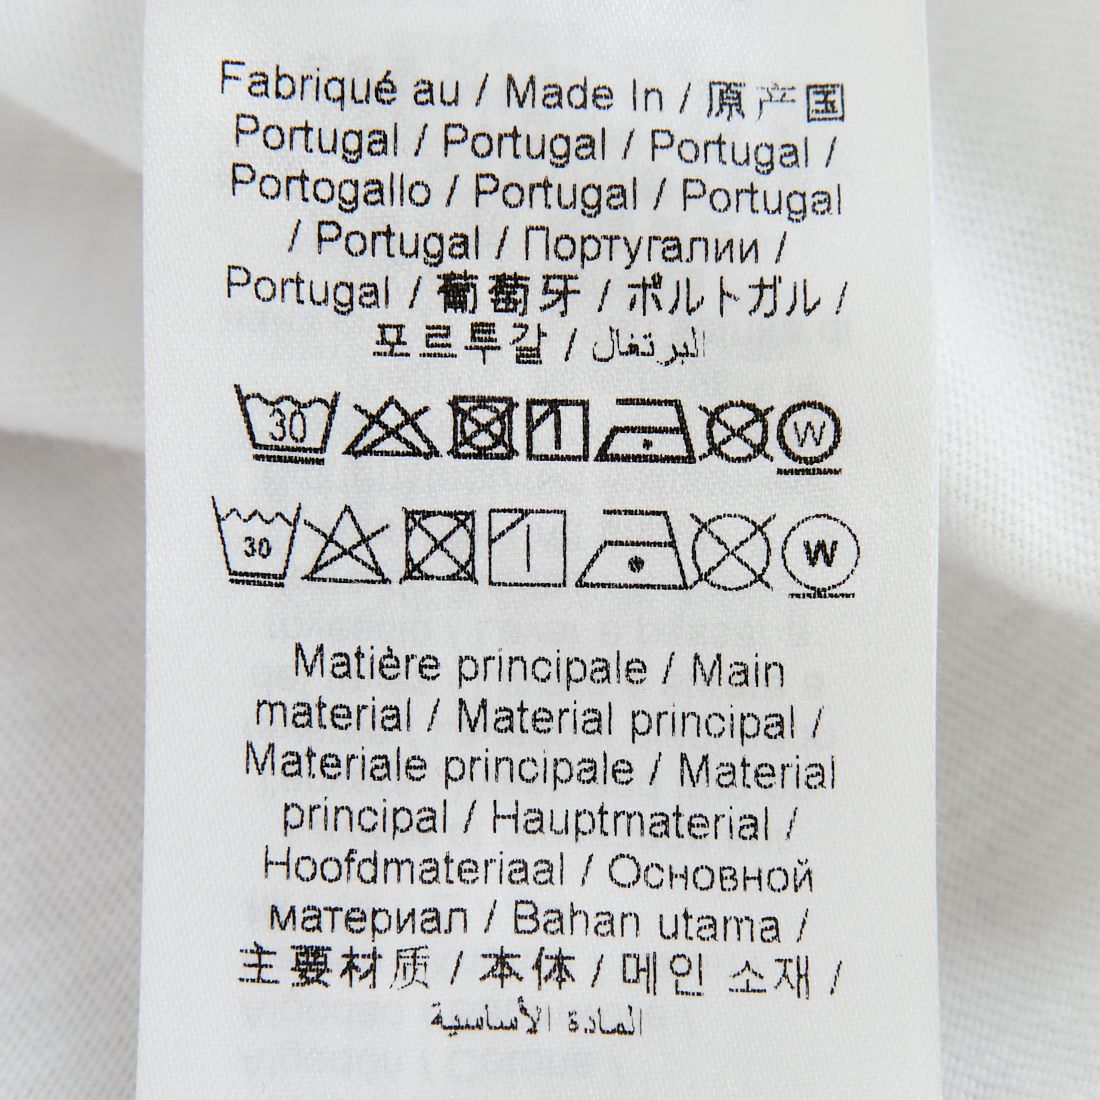 Fabriqué au / Made In / 原产国
Portugal / Portugal / Portugal /
Portogallo / Portugal / Portugal
/ Portugal / Португалии /
Portugal / 葡萄牙 / ポルトガル /
포르투갈 / البرتغال
30 W
30 W
Matière principale / Main
material / Material principal /
Materiale principale / Material
principal / Hauptmaterial /
Hoofdmateriaal / Основной
материал / Bahan utama /
主要材质 / 本体 / 메인 소재 /
المادة الأساسية